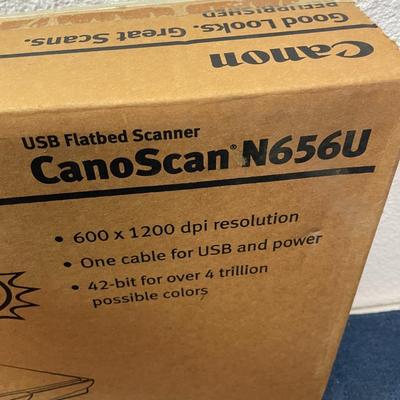 Good Looks. Great Scans.
REFURBISHED
Canon
USB Flatbed Scanner
CanoScan® N656U
• 600 x 1200 dpi resolution
• One cable for USB and power
• 42-bit for over 4 trillion
possible colors